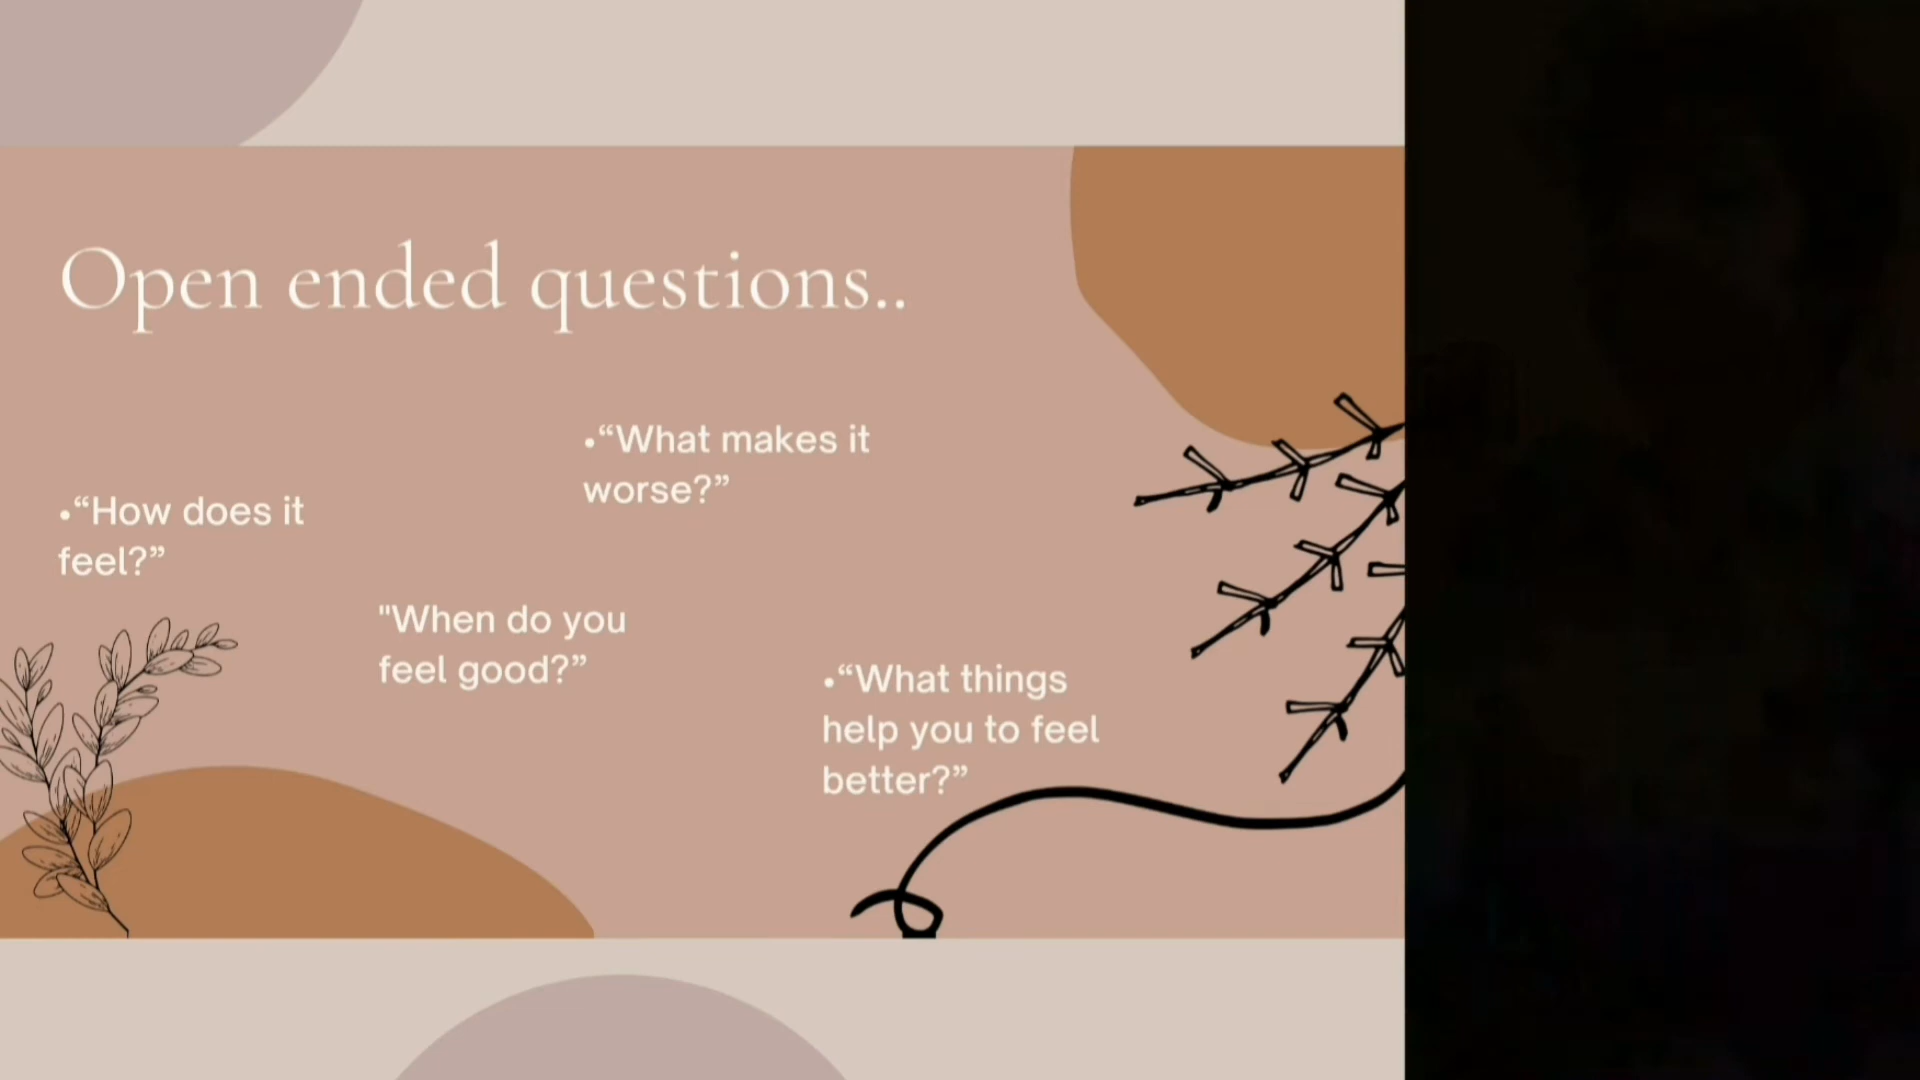 Open ended questions..
•“How does it
feel?”
"When do you
feel good?”
•“What makes it
worse?”
•“What things
help you to feel
better?”